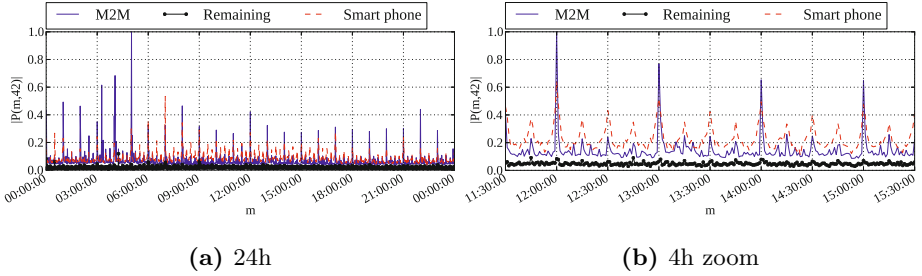 M2M Remaining Smart phone
|P(m,42)|
1.0
0.8
0.6
0.4
0.2
0.0
00:00:00 03:00:00 06:00:00 09:00:00 12:00:00 15:00:00 18:00:00 21:00:00 00:00:00
m
(a) 24h
M2M Remaining Smart phone
|P(m,42)|
1.0
0.8
0.6
0.4
0.2
0.0
11:30:00 12:00:00 12:30:00 13:00:00 13:30:00 14:00:00 14:30:00 15:00:00 15:30:00
m
(b) 4h zoom